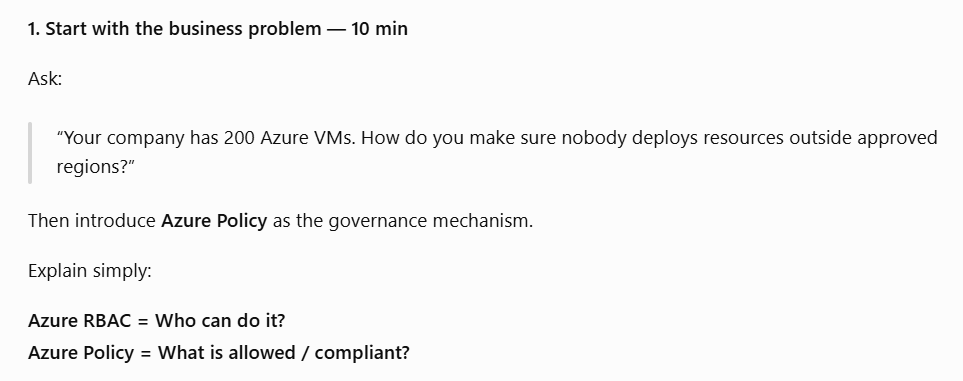 1. Start with the business problem — 10 min
Ask:
“Your company has 200 Azure VMs. How do you make sure nobody deploys resources outside approved
regions?”
Then introduce Azure Policy as the governance mechanism.
Explain simply:
Azure RBAC = Who can do it?
Azure Policy = What is allowed / compliant?